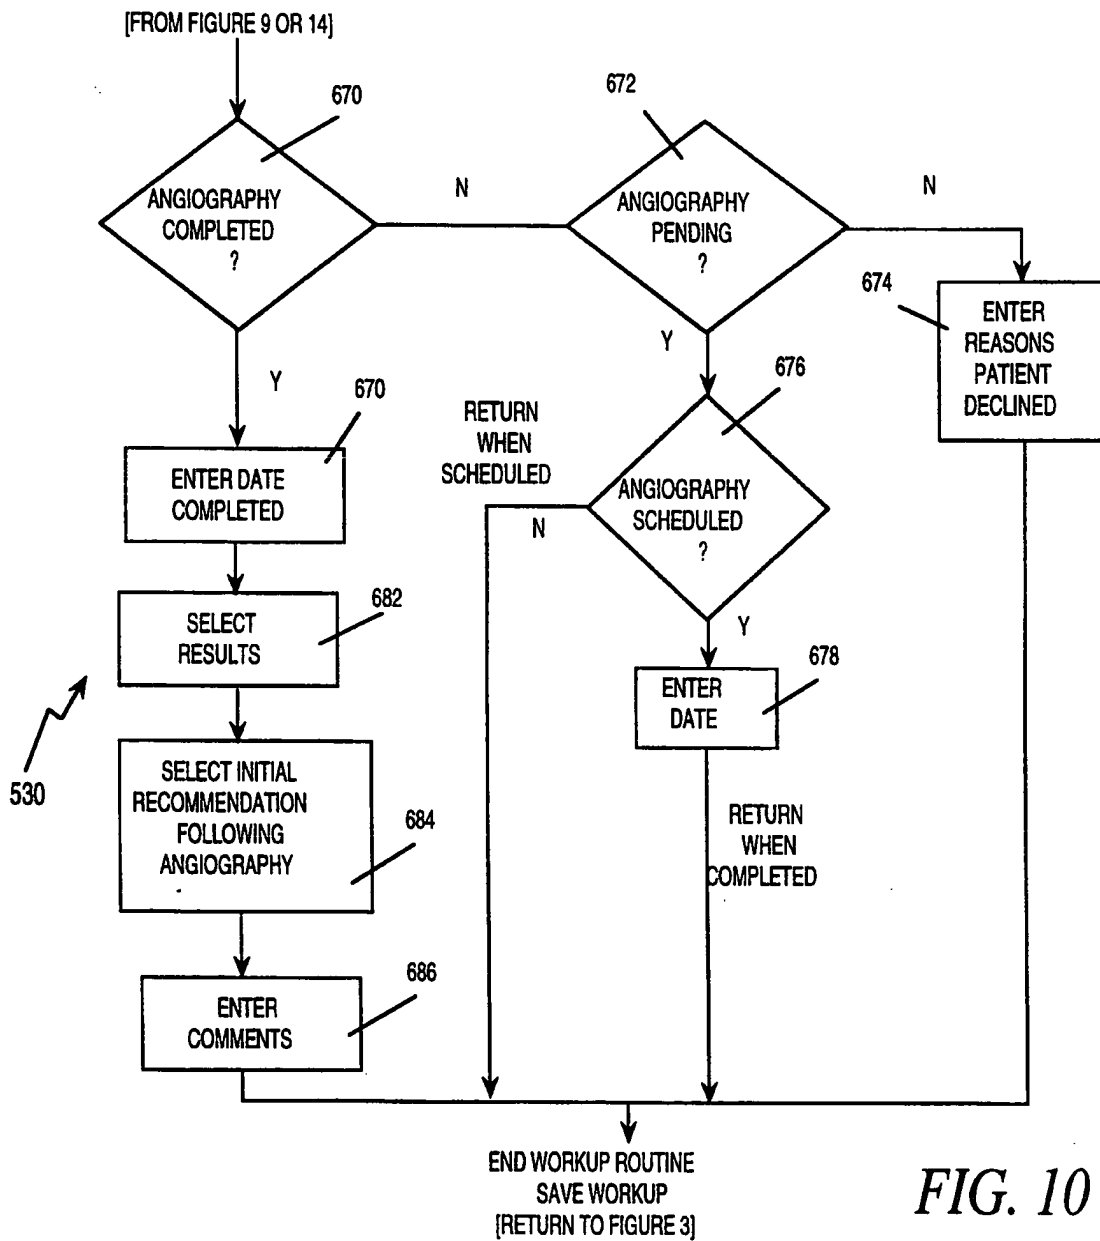 [FROM FIGURE 9 OR 14]
670
ANGIOGRAPHY
COMPLETED
?
N
672
ANGIOGRAPHY
PENDING
?
N
674
ENTER
REASONS
PATIENT
DECLINED
Y
670
ENTER DATE
COMPLETED
Y
676
RETURN
WHEN
SCHEDULED
ANGIOGRAPHY
SCHEDULED
?
N
Y
682
SELECT
RESULTS
678
ENTER
DATE
530
684
SELECT INITIAL
RECOMMENDATION
FOLLOWING
ANGIOGRAPHY
RETURN
WHEN
COMPLETED
686
ENTER
COMMENTS
END WORKUP ROUTINE
SAVE WORKUP
[RETURN TO FIGURE 3]
FIG. 10